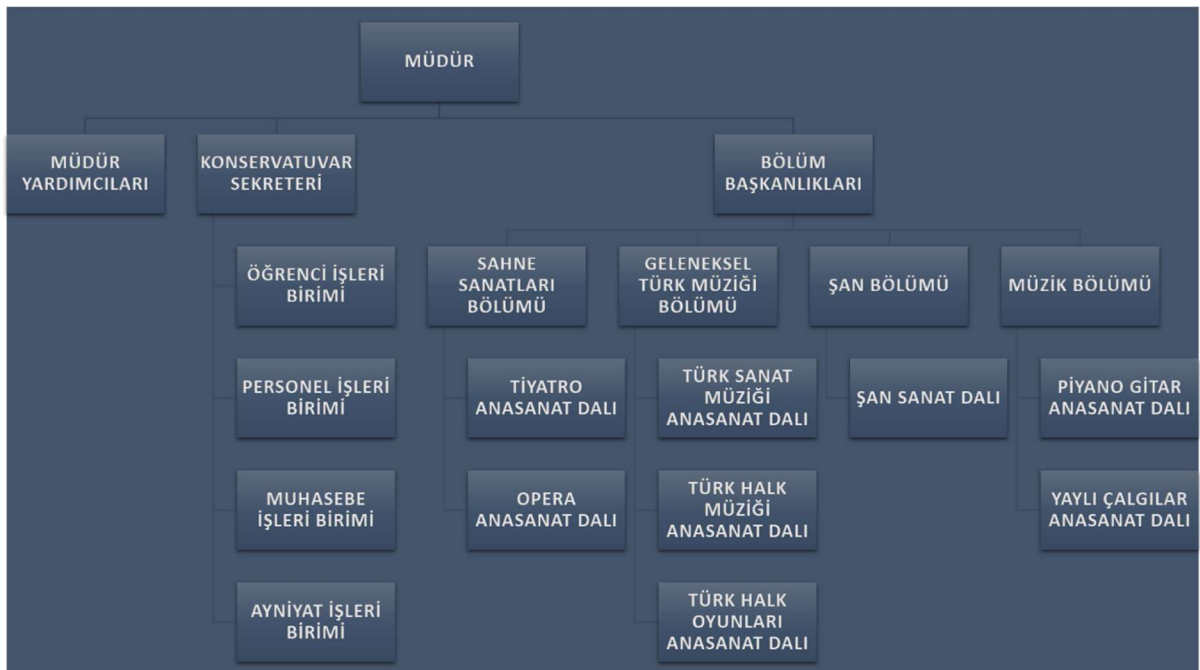 MÜDÜR
MÜDÜR
YARDIMCILARI
KONSERVATUVAR
SEKRETERİ
BÖLÜM
BAŞKANLIKLARI
ÖĞRENCİ İŞLERİ
BİRİMİ
PERSONEL İŞLERİ
BİRİMİ
MUHASEBE
İŞLERİ BİRİMİ
AYNİYAT İŞLERİ
BİRİMİ
SAHNE
SANATLARI
BÖLÜMÜ
TİYATRO
ANASANAT DALI
OPERA
ANASANAT DALI
GELENEKSEL
TÜRK MÜZİĞİ
BÖLÜMÜ
TÜRK SANAT
MÜZİĞİ
ANASANAT DALI
TÜRK HALK
MÜZİĞİ
ANASANAT DALI
TÜRK HALK
OYUNLARI
ANASANAT DALI
ŞAN BÖLÜMÜ
ŞAN SANAT DALI
MÜZİK BÖLÜMÜ
PİYANO GİTAR
ANASANAT DALI
YAYLI ÇALGILAR
ANASANAT DALI